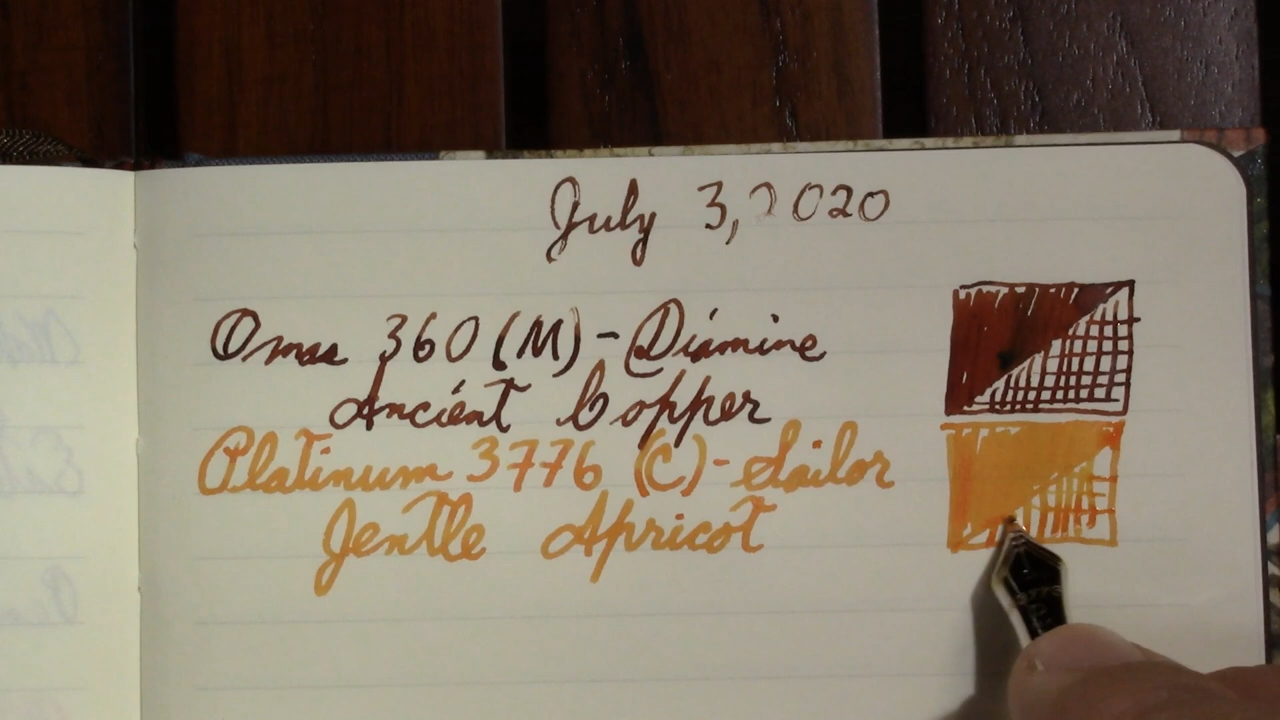 July 3, 2020
Omas 360 (M) - Diamine
Ancient Copper
Platinum 3776 (C) - Sailor
Jentle Apricot